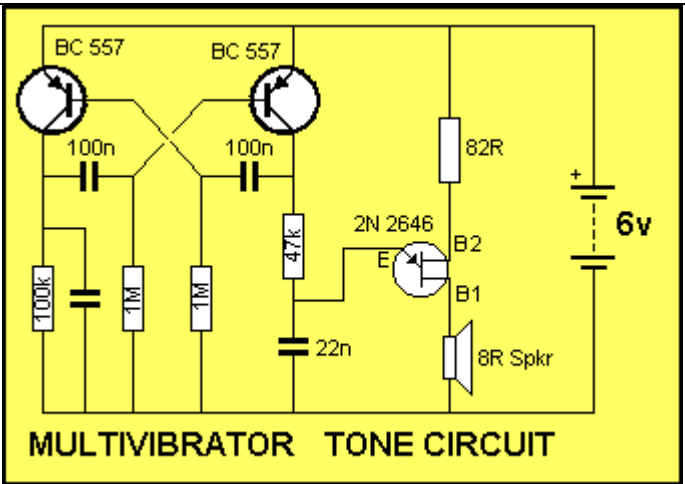 BC 557
BC 557
100n
100n
82R
+
6v
2N 2646
47k
E
B2
B1
100k
1M
1M
22n
8R Spkr
MULTIVIBRATOR TONE CIRCUIT